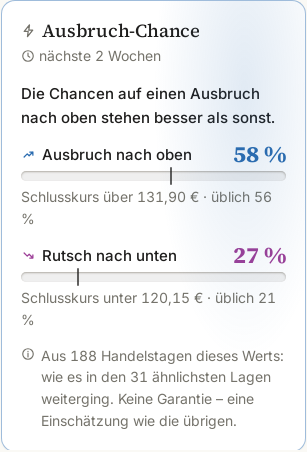 Ausbruch-Chance
nächste 2 Wochen
Die Chancen auf einen Ausbruch
nach oben stehen besser als sonst.
Ausbruch nach oben 58 %
Schlusskurs über 131,90 € · üblich 56
%
Rutsch nach unten 27 %
Schlusskurs unter 120,15 € · üblich 21
%
Aus 188 Handelstagen dieses Werts:
wie es in den 31 ähnlichsten Lagen
weiterging. Keine Garantie – eine
Einschätzung wie die übrigen.